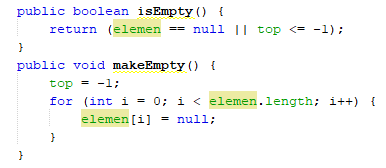 public boolean isEmpty() {
return (elemen == null || top <= -1);
}
public void makeEmpty() {
top = -1;
for (int i = 0; i < elemen.length; i++) {
elemen[i] = null;
}
}